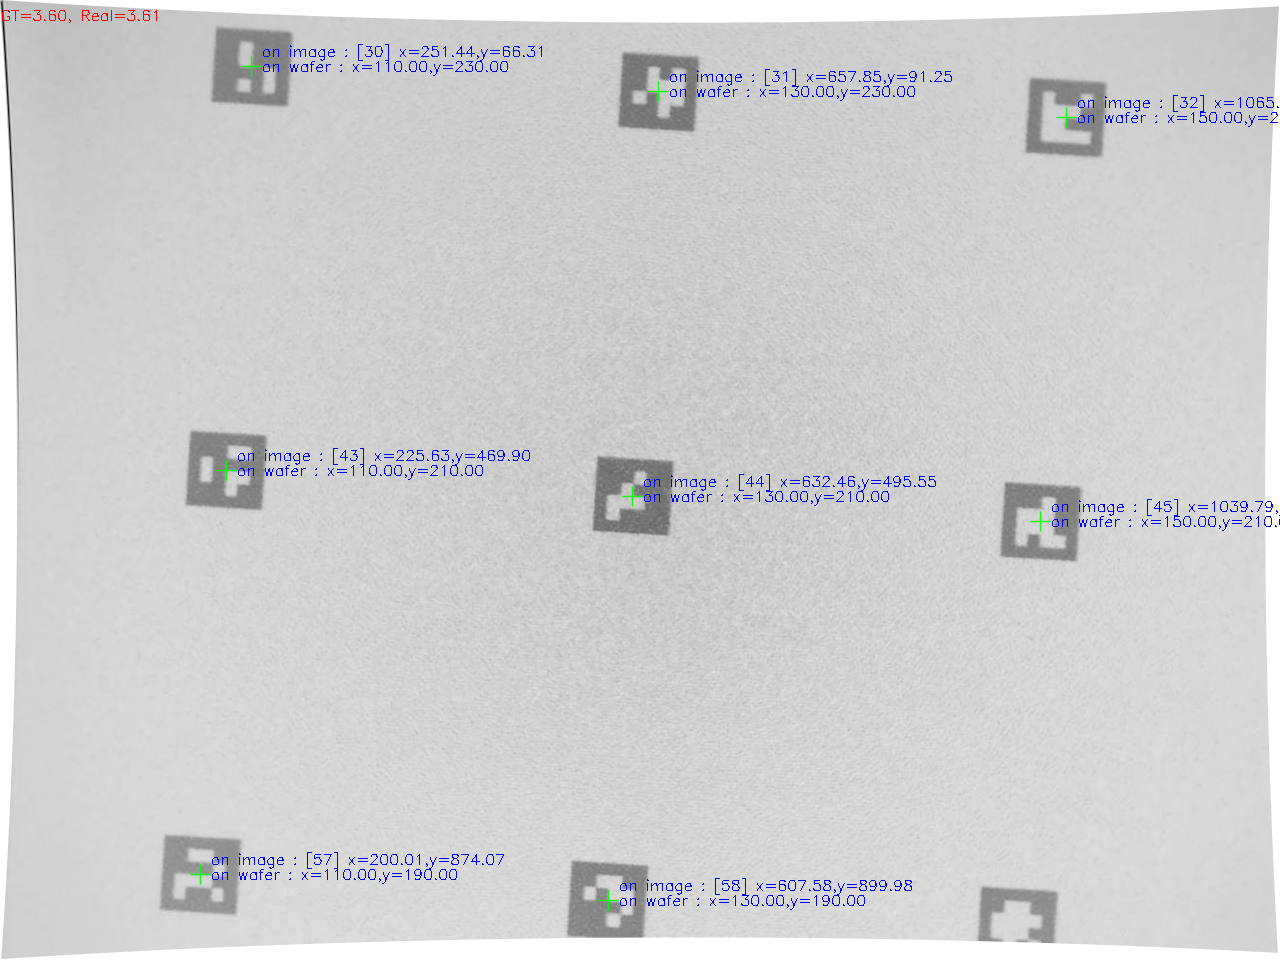 GT=3.60, Real=3.61
on image : [30] x=251.44,y=66.31
on wafer : x=110.00,y=230.00
on image : [31] x=657.85,y=91.25
on wafer : x=130.00,y=230.00
on image : [32] x=1065.
on wafer : x=150.00,y=2
on image : [43] x=225.63,y=469.90
on wafer : x=110.00,y=210.00
on image : [44] x=632.46,y=495.55
on wafer : x=130.00,y=210.00
on image : [45] x=1039.79,
on wafer : x=150.00,y=210.
on image : [57] x=200.01,y=874.07
on wafer : x=110.00,y=190.00
on image : [58] x=607.58,y=899.98
on wafer : x=130.00,y=190.00